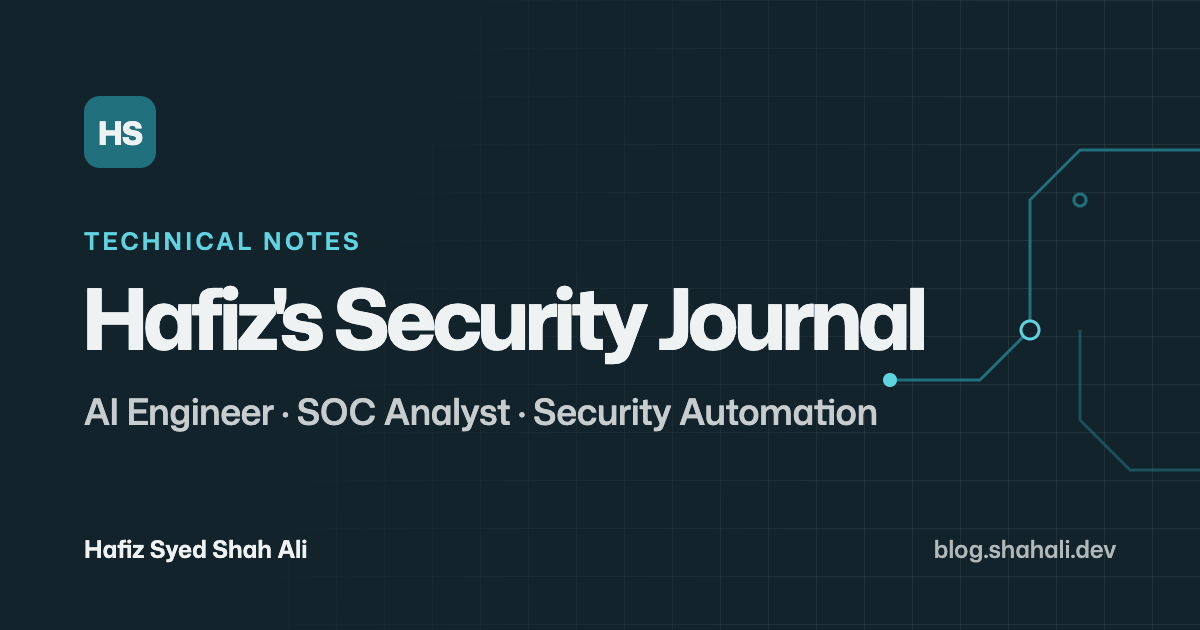 HS
TECHNICAL NOTES
Hafiz's Security Journal
AI Engineer · SOC Analyst · Security Automation
Hafiz Syed Shah Ali
blog.shahali.dev